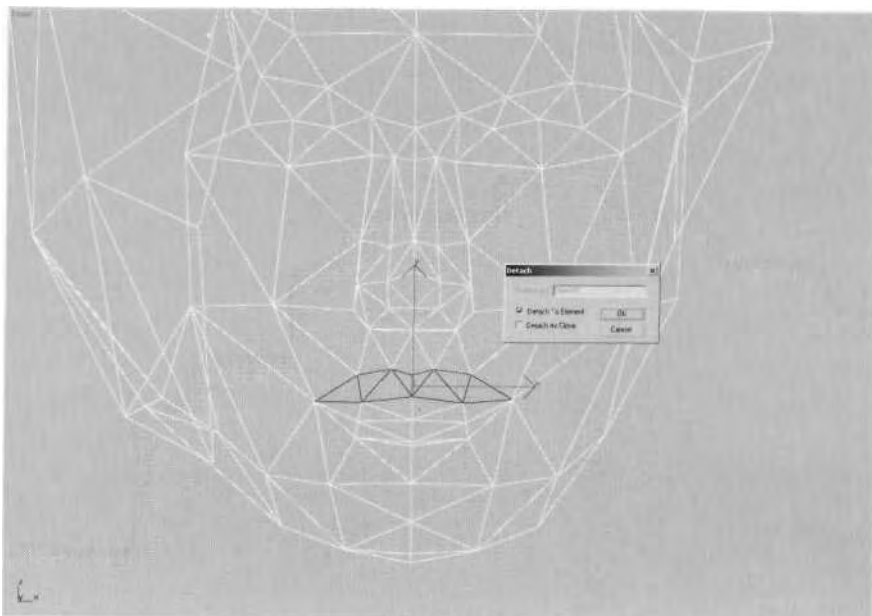 Detach
Detach To Element
OK
Detach As Clone
Cancel